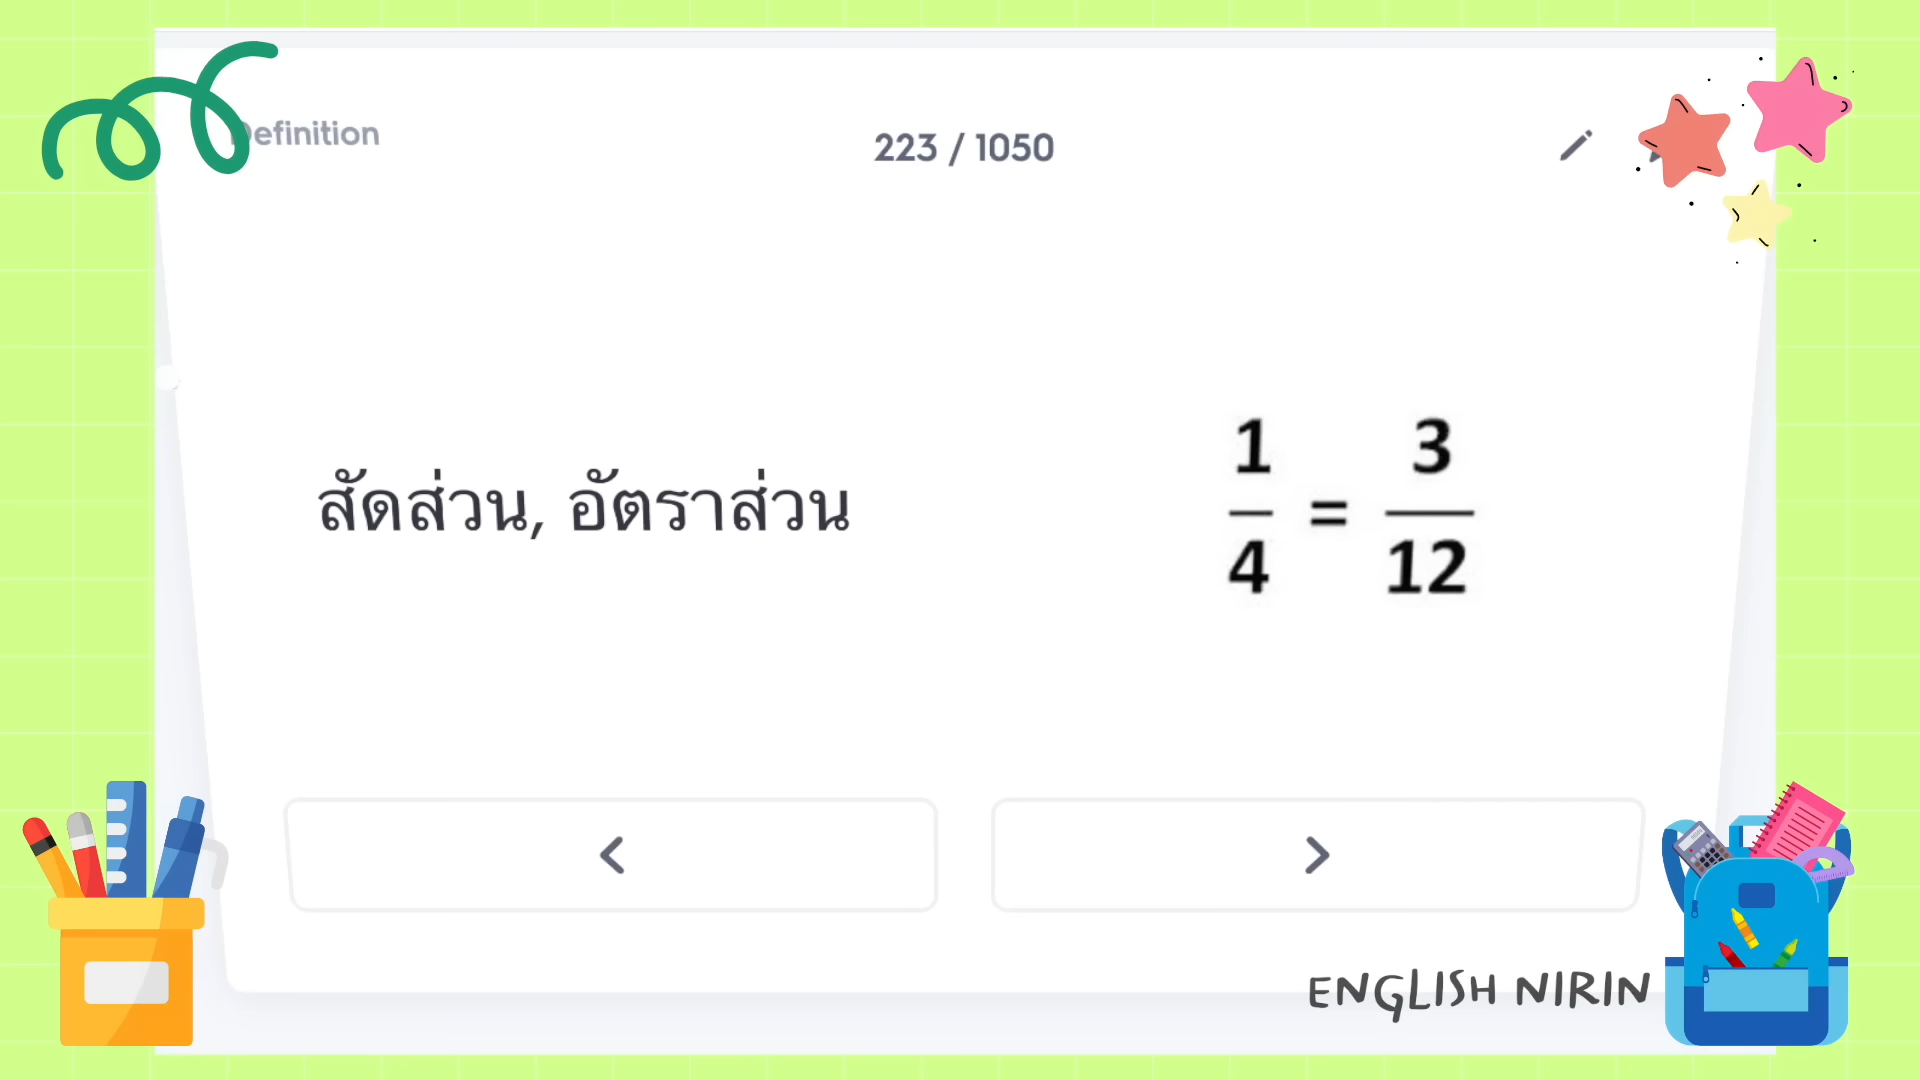 Definition
223 / 1050
สัดส่วน, อัตราส่วน
1 3
= 
4 12
ENGLISH NIRIN